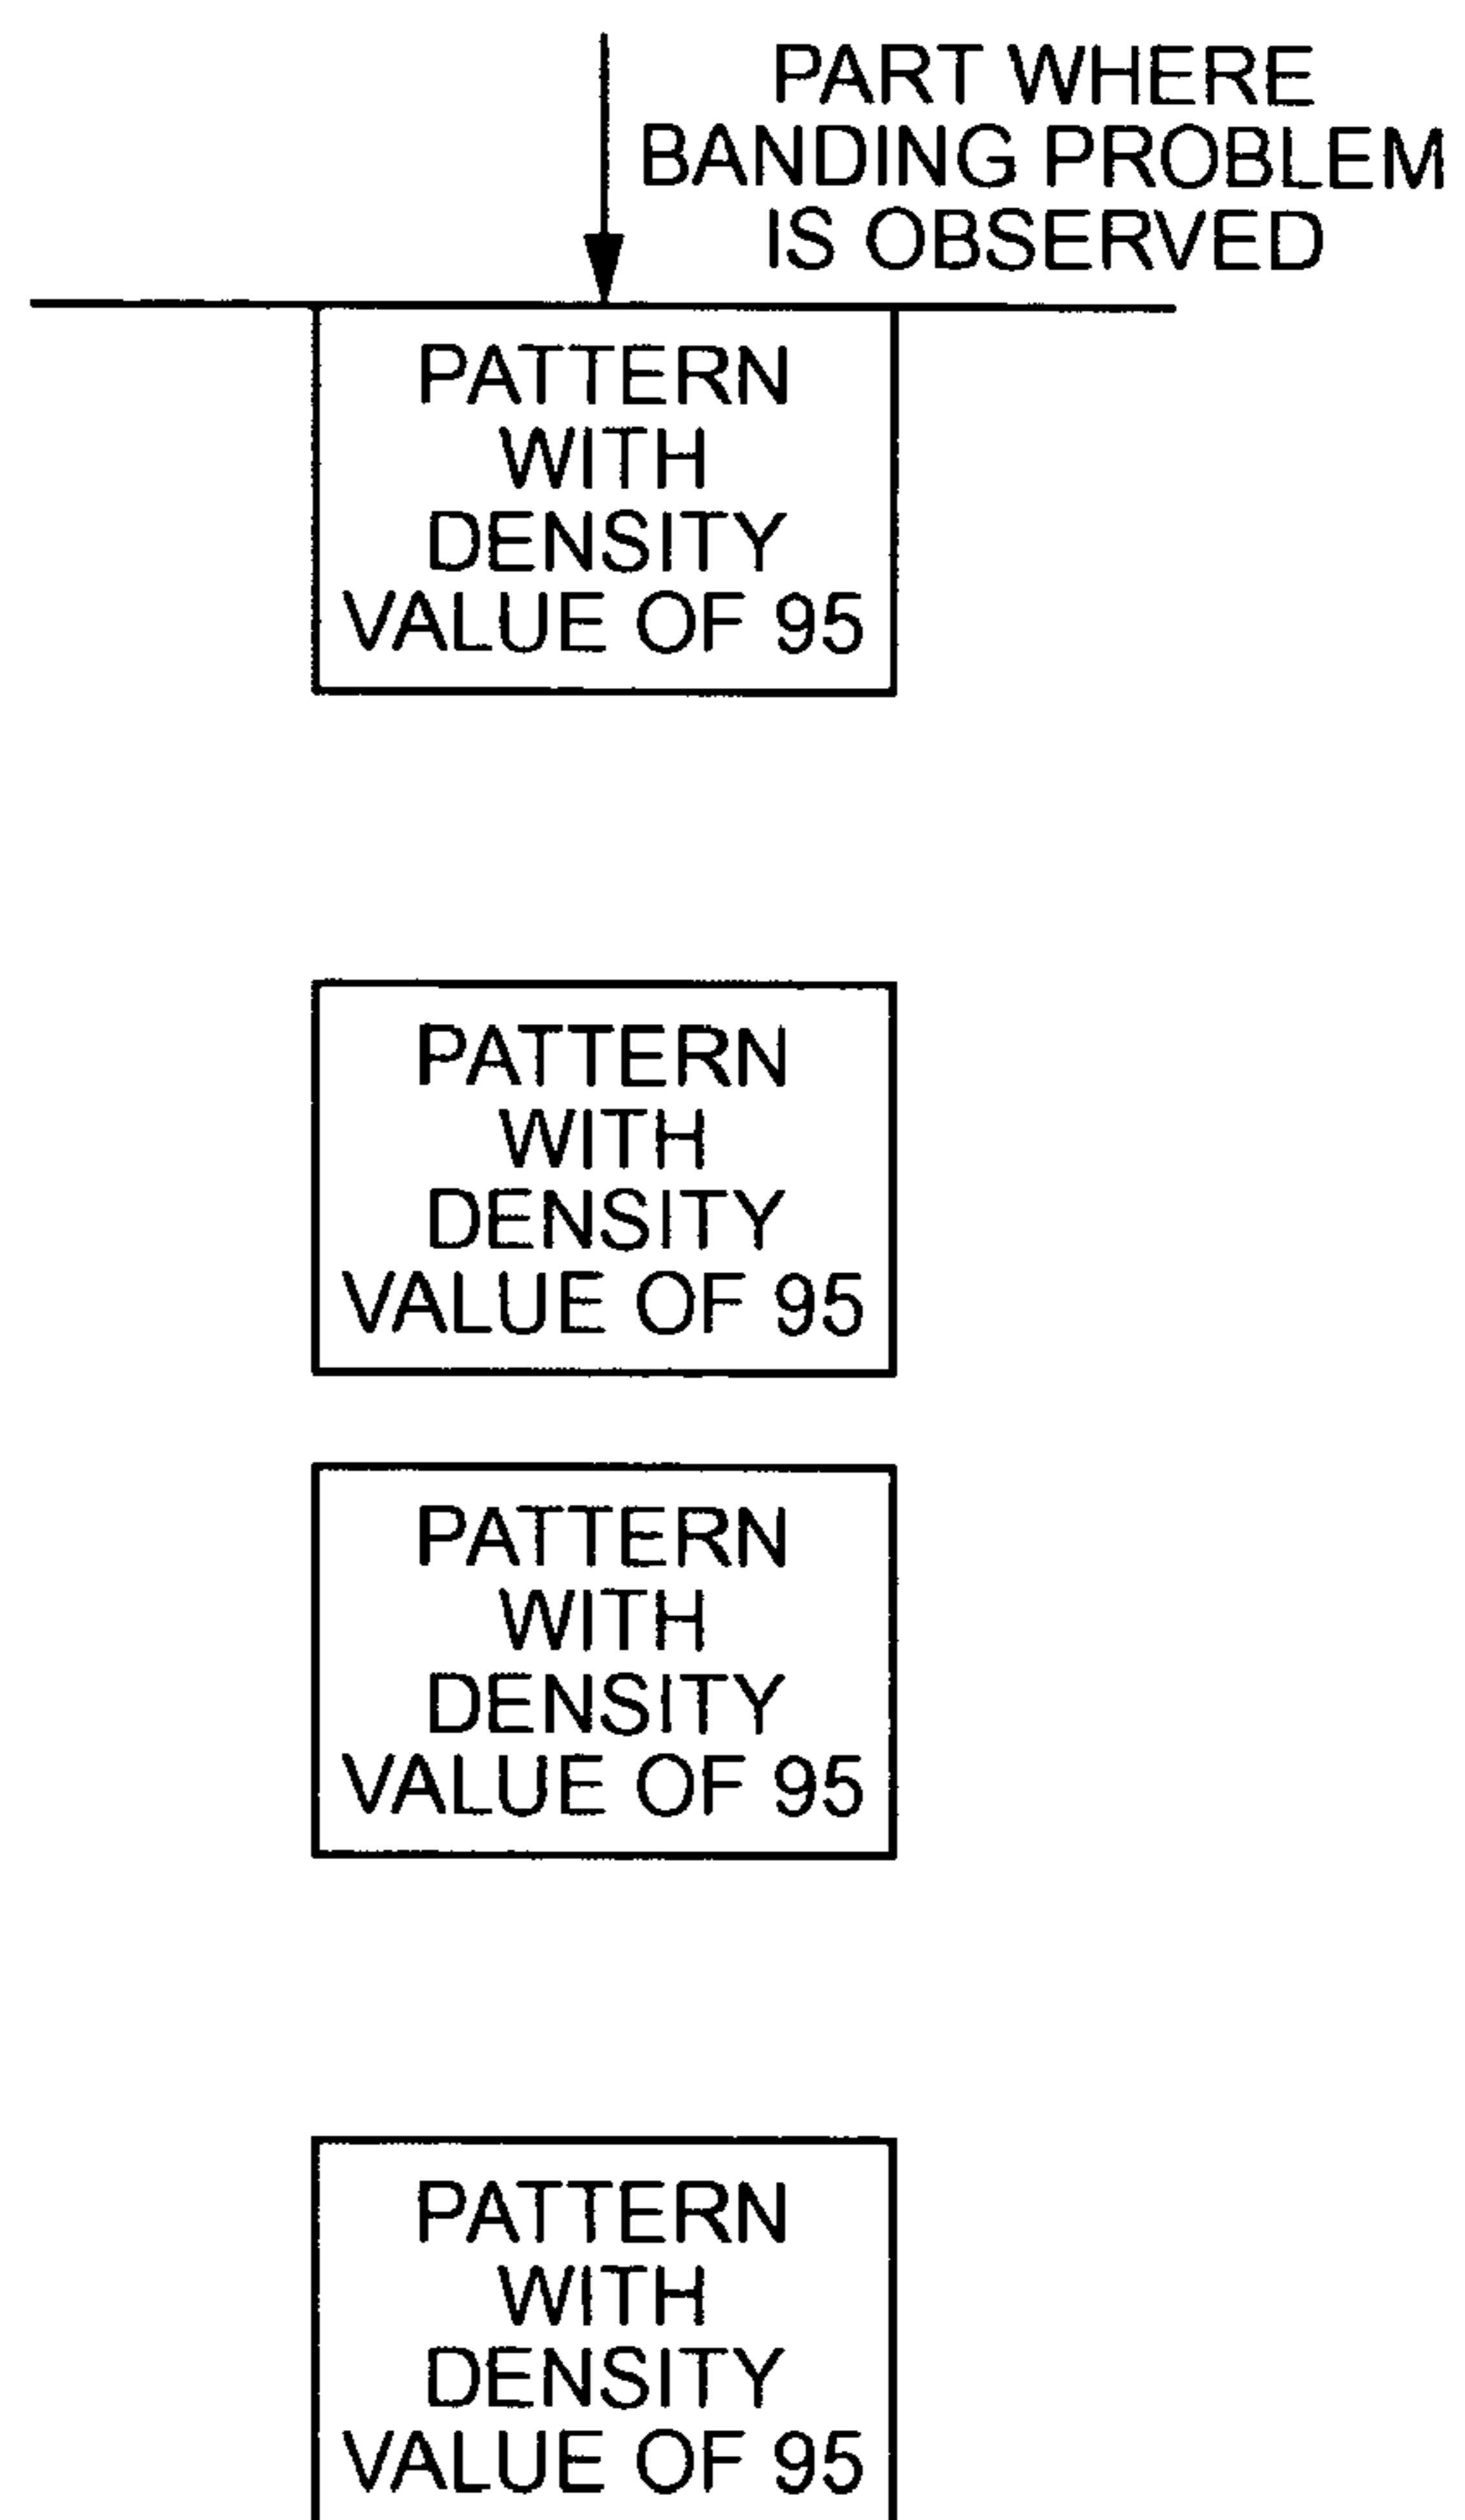 PART WHERE
BANDING PROBLEM
IS OBSERVED
PATTERN
WITH
DENSITY
VALUE OF 95
PATTERN
WITH
DENSITY
VALUE OF 95
PATTERN
WITH
DENSITY
VALUE OF 95
PATTERN
WITH
DENSITY
VALUE OF 95